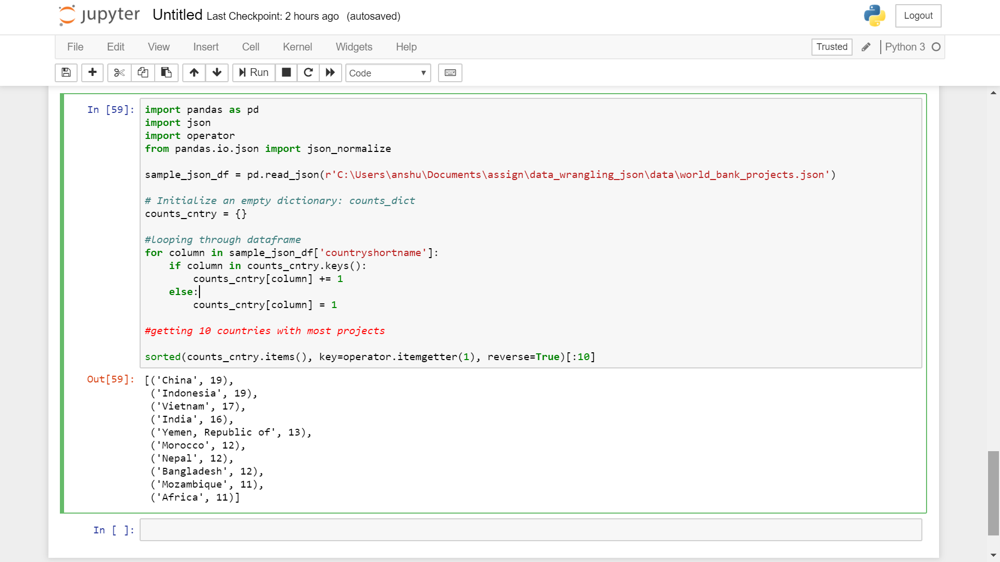 jupyter Untitled Last Checkpoint: 2 hours ago (autosaved) Logout
File Edit View Insert Cell Kernel Widgets Help Trusted Python 3
Run Code
In [59]: import pandas as pd
import json
import operator
from pandas.io.json import json_normalize
sample_json_df = pd.read_json(r'C:\Users\anshu\Documents\assign\data_wrangling_json\data\world_bank_projects.json')
# Initialize an empty dictionary: counts_dict
counts_cntry = {}
#looping through dataframe
for column in sample_json_df['countryshortname']:
    if column in counts_cntry.keys():
        counts_cntry[column] += 1
    else:
        counts_cntry[column] = 1
#getting 10 countries with most projects
sorted(counts_cntry.items(), key=operator.itemgetter(1), reverse=True)[:10]
Out[59]: [('China', 19),
 ('Indonesia', 19),
 ('Vietnam', 17),
 ('India', 16),
 ('Yemen, Republic of', 13),
 ('Morocco', 12),
 ('Nepal', 12),
 ('Bangladesh', 12),
 ('Mozambique', 11),
 ('Africa', 11)]
In [ ]: